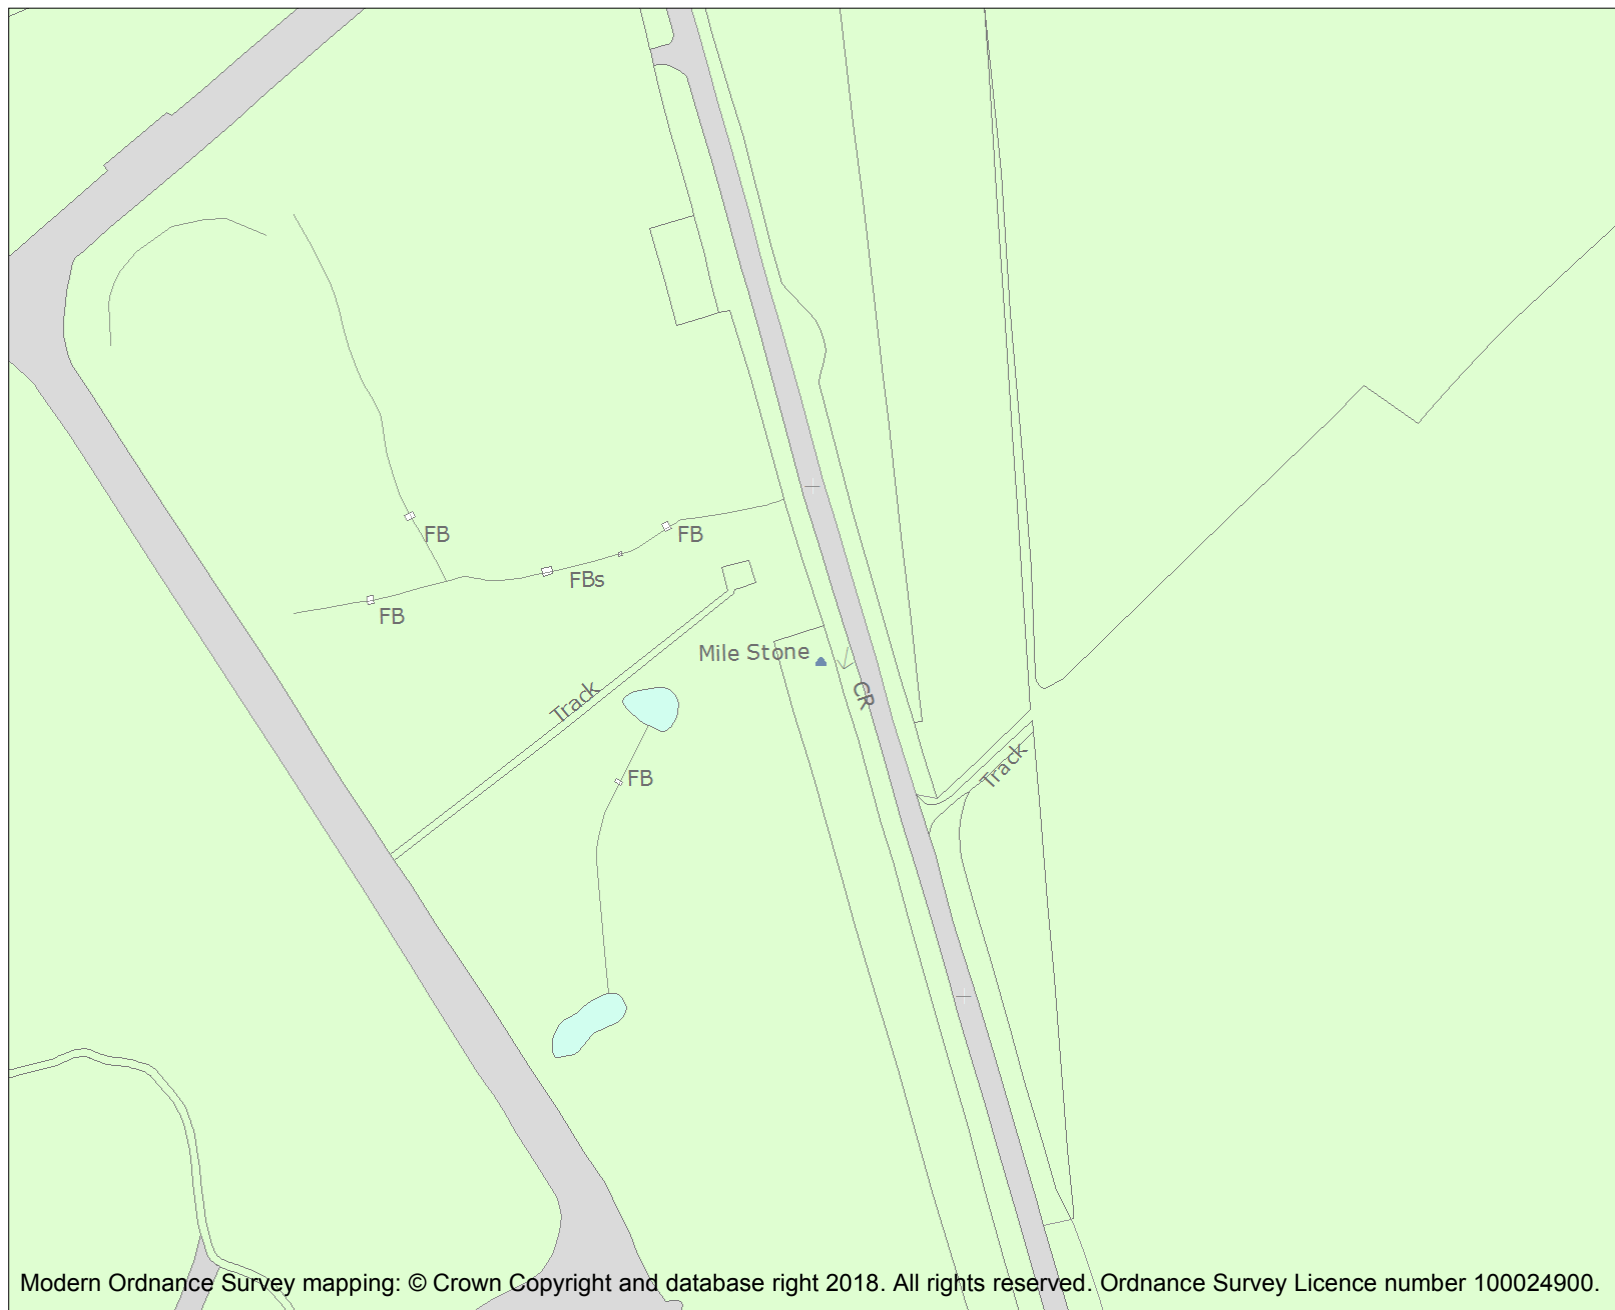 FB
FB
FBs
FB
Mile Stone
CR
Track
Track
FB
Modern Ordnance Survey mapping: © Crown Copyright and database right 2018. All rights reserved. Ordnance Survey Licence number 100024900.